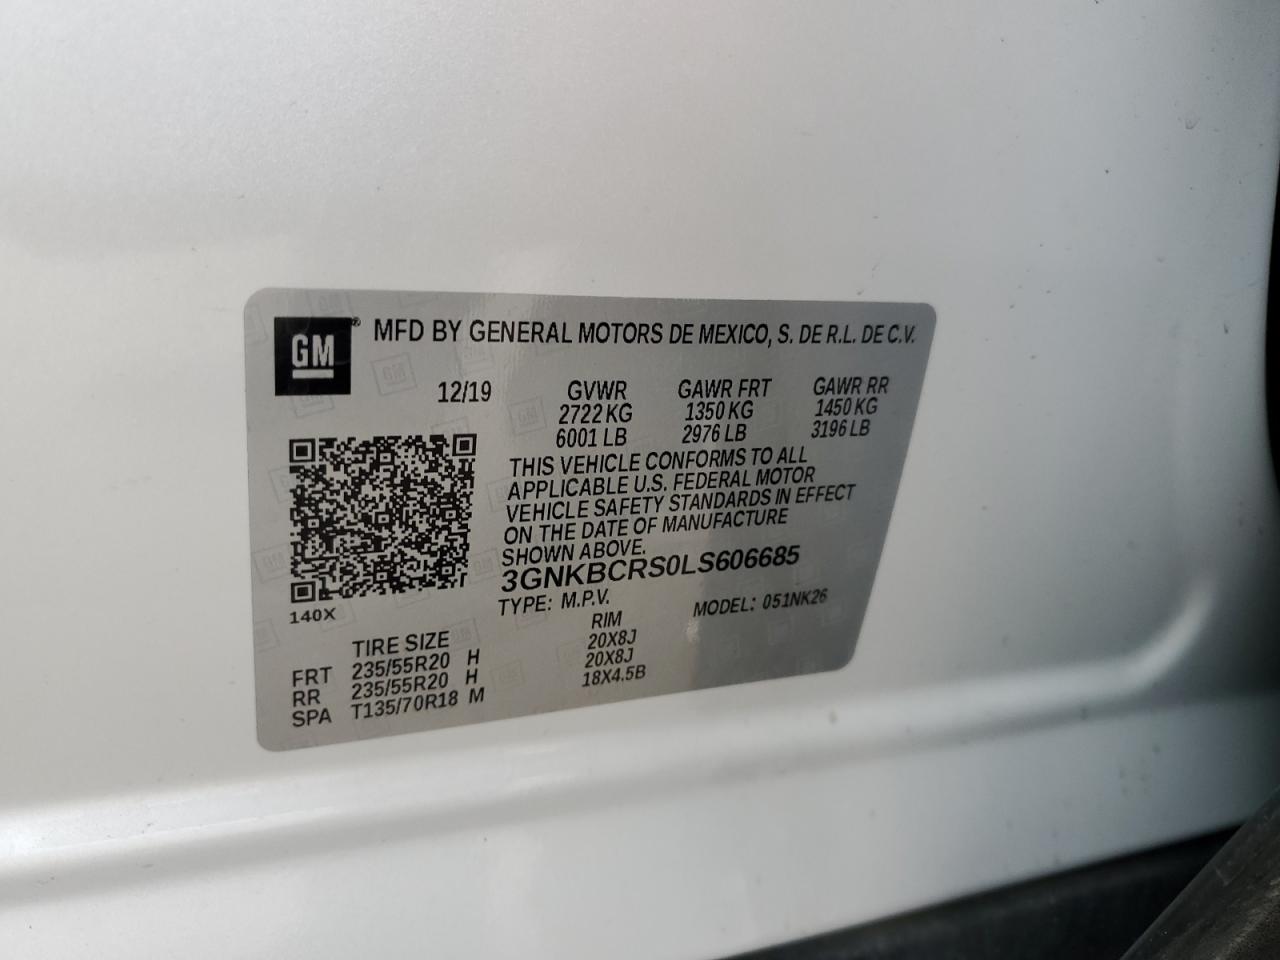 GM® MFD BY GENERAL MOTORS DE MEXICO, S. DE R.L. DE C.V.
12/19 GVWR GAWR FRT GAWR RR
2722 KG 1350 KG 1450 KG
6001 LB 2976 LB 3196 LB
THIS VEHICLE CONFORMS TO ALL
APPLICABLE U.S. FEDERAL MOTOR
VEHICLE SAFETY STANDARDS IN EFFECT
ON THE DATE OF MANUFACTURE
SHOWN ABOVE.
3GNKBCRS0LS606685
140X TYPE: M.P.V. MODEL: 051NK26
TIRE SIZE RIM
FRT 235/55R20 H 20X8J
RR 235/55R20 H 20X8J
SPA T135/70R18 M 18X4.5B